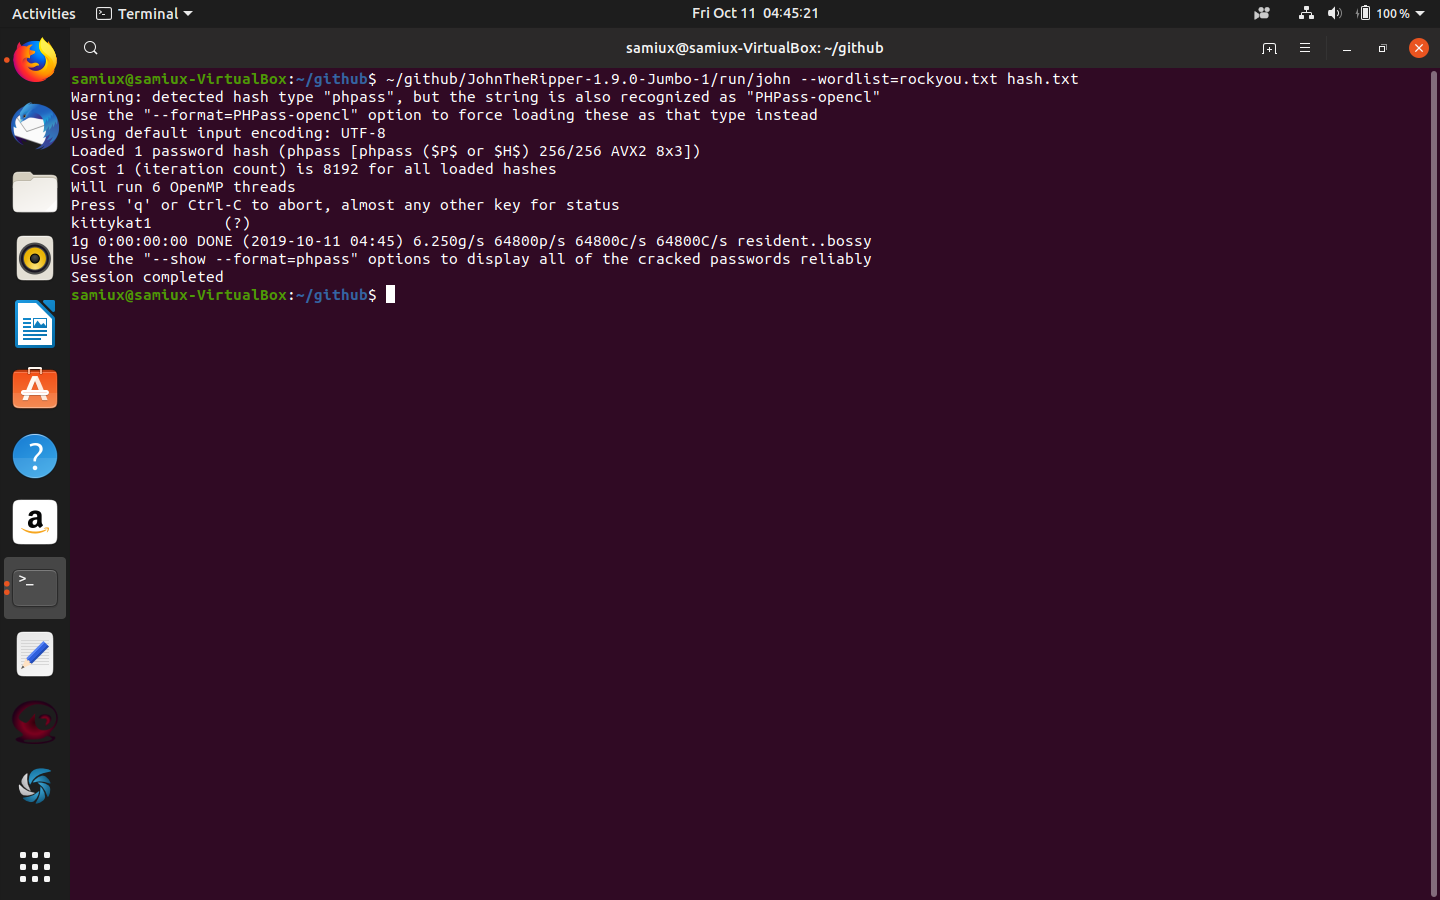 Activities Terminal Fri Oct 11 04:45:21 100 %
samiux@samiux-VirtualBox: ~/github
samiux@samiux-VirtualBox:~/github$ ~/github/JohnTheRipper-1.9.0-Jumbo-1/run/john --wordlist=rockyou.txt hash.txt
Warning: detected hash type "phpass", but the string is also recognized as "PHPass-opencl"
Use the "--format=PHPass-opencl" option to force loading these as that type instead
Using default input encoding: UTF-8
Loaded 1 password hash (phpass [phpass ($P$ or $H$) 256/256 AVX2 8x3])
Cost 1 (iteration count) is 8192 for all loaded hashes
Will run 6 OpenMP threads
Press 'q' or Ctrl-C to abort, almost any other key for status
kittykat1        (?)
1g 0:00:00:00 DONE (2019-10-11 04:45) 6.250g/s 64800p/s 64800c/s 64800C/s resident..bossy
Use the "--show --format=phpass" options to display all of the cracked passwords reliably
Session completed
samiux@samiux-VirtualBox:~/github$